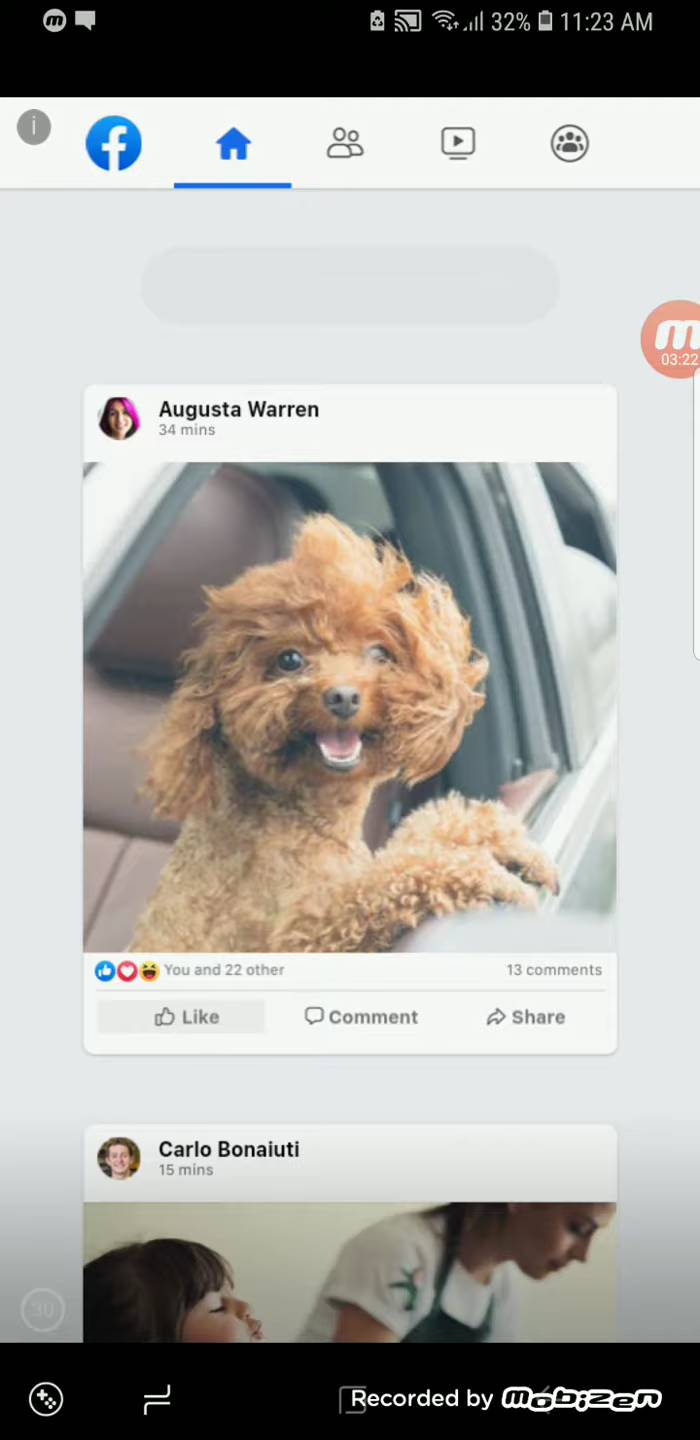 32% 11:23 AM
03:22
Augusta Warren
34 mins
You and 22 other
13 comments
Like Comment Share
Carlo Bonaiuti
15 mins
30
Recorded by mobizen